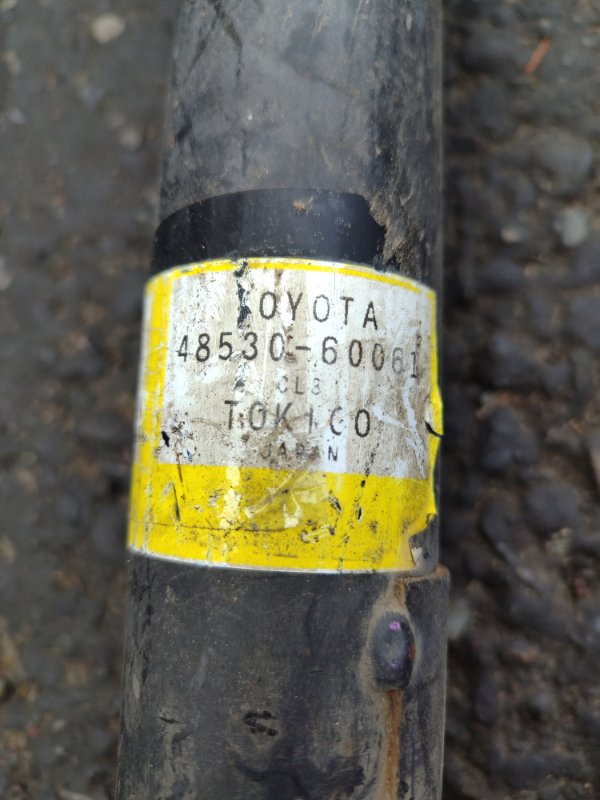 TOYOTA
48530-60061
CL3
TOKICO
JAPAN